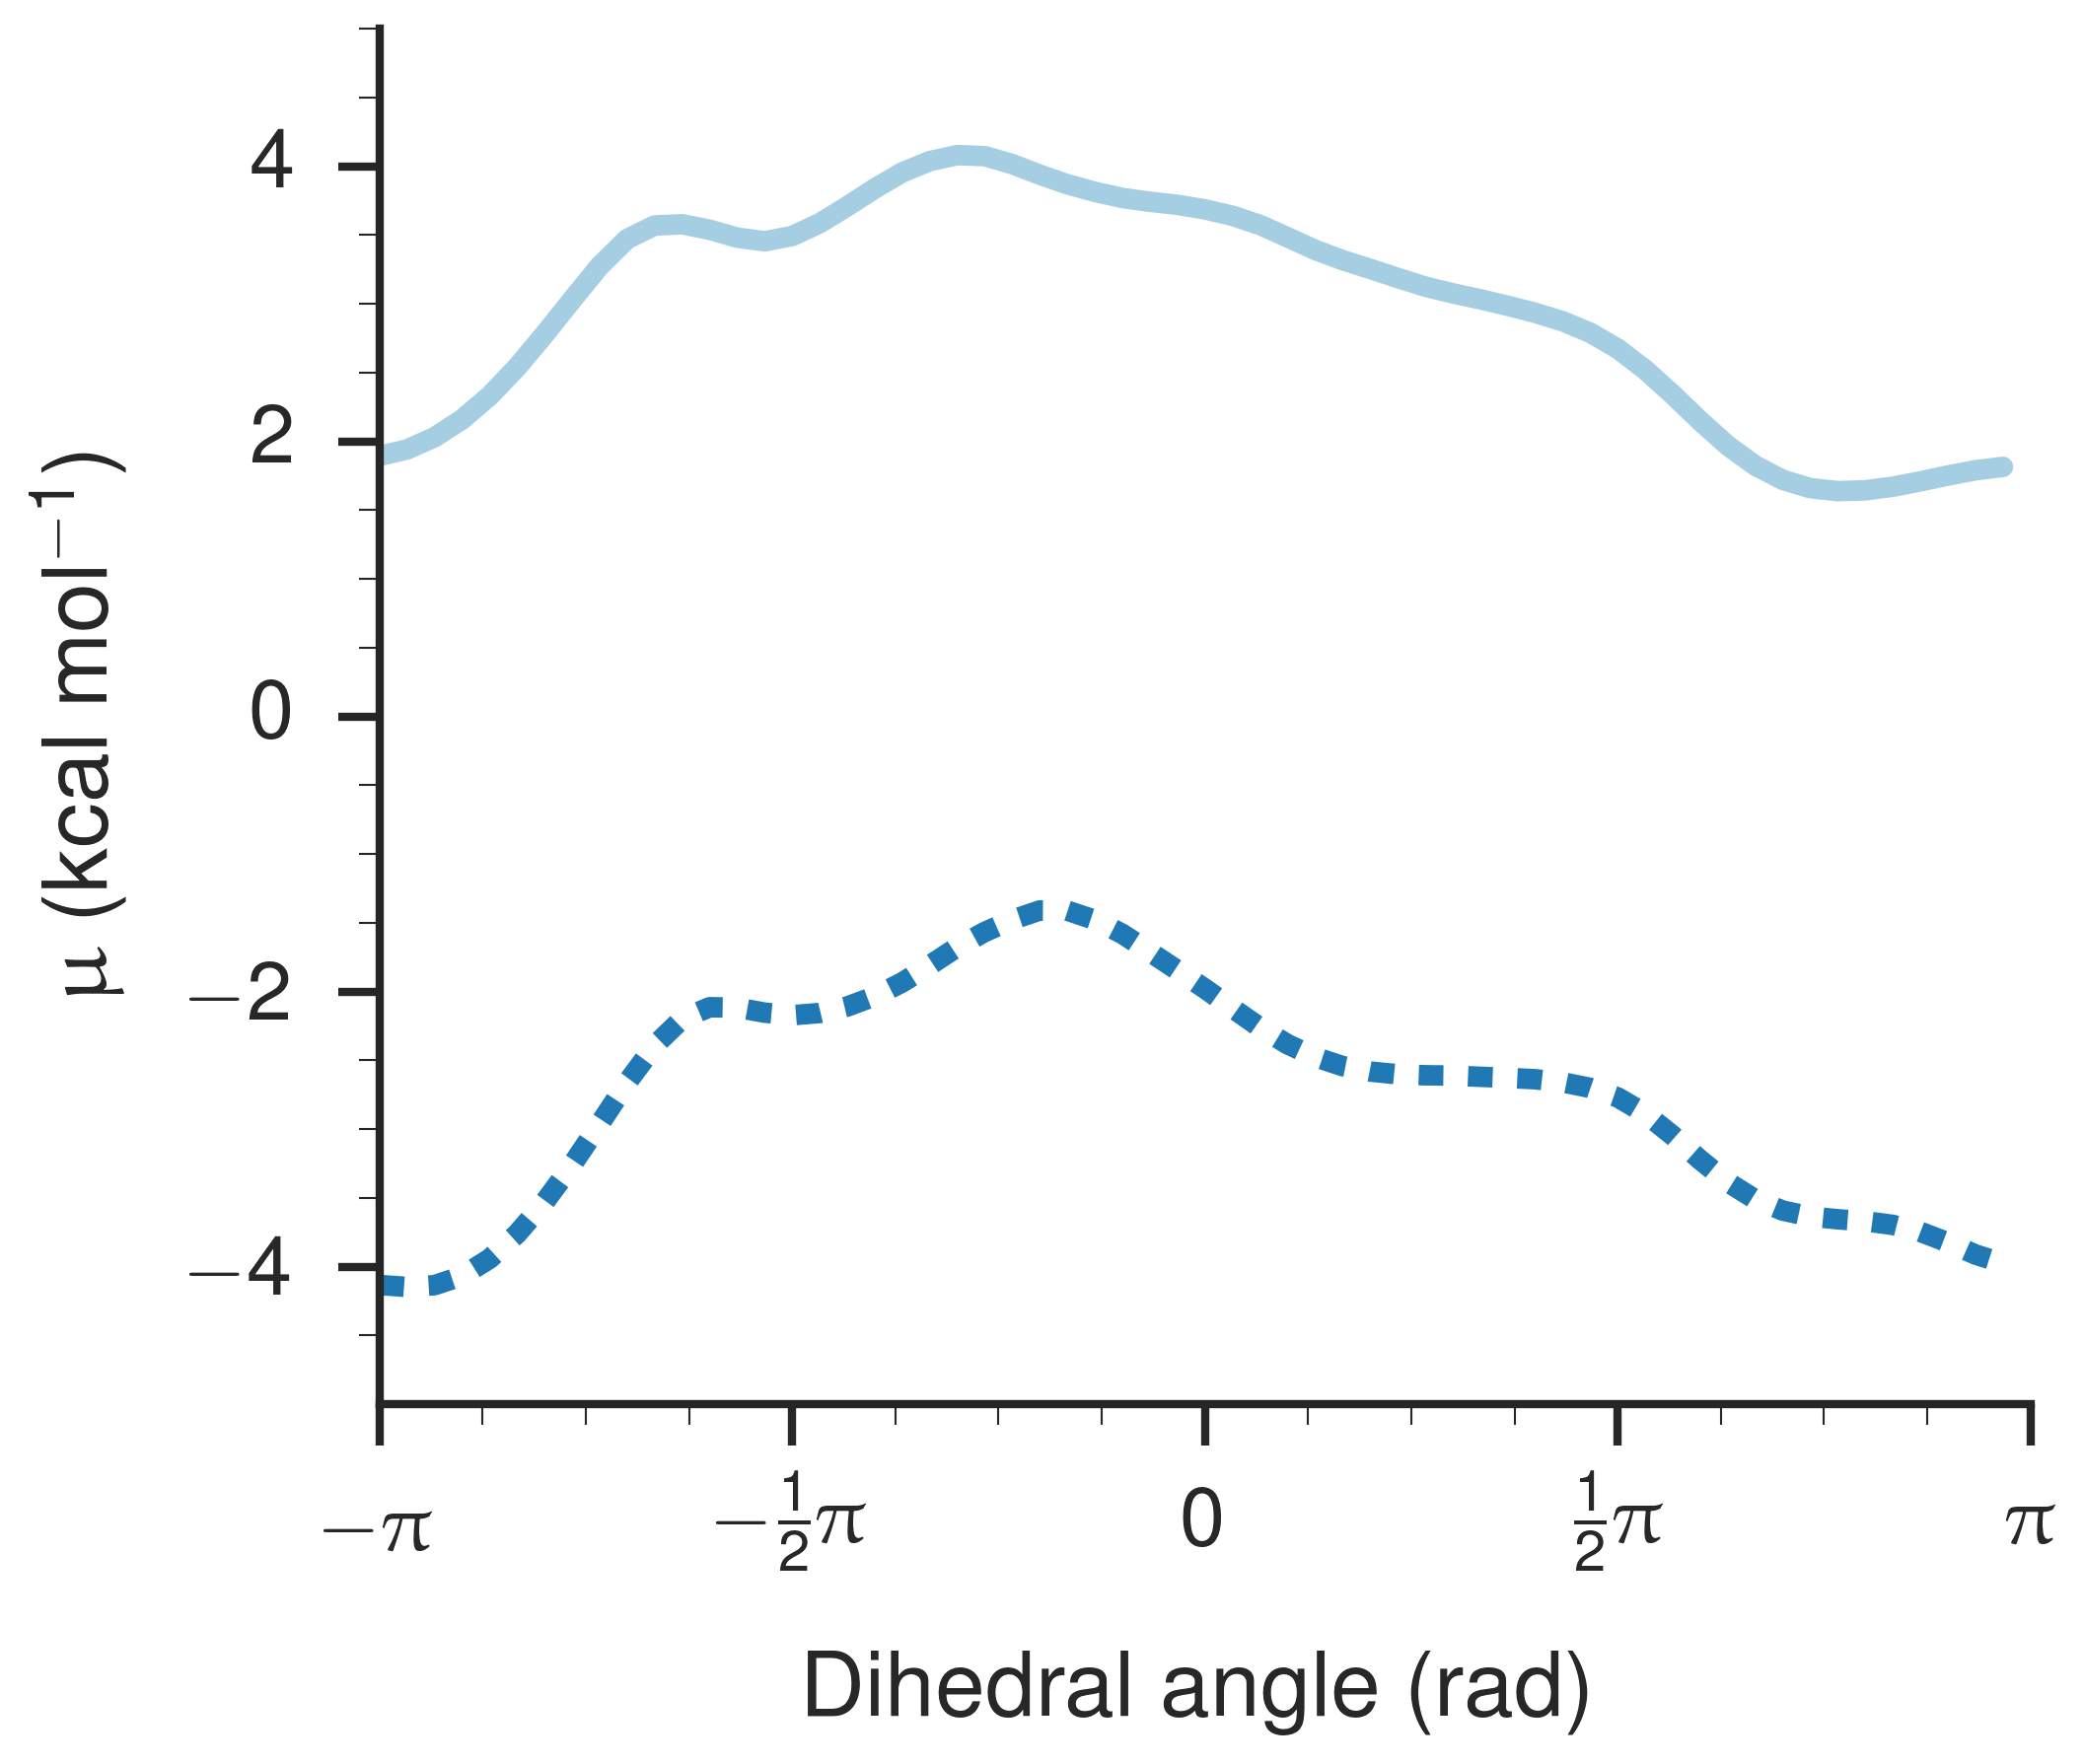 μ (kcal mol⁻¹)
4
2
0
−2
−4
−π
−½π
0
½π
π
Dihedral angle (rad)